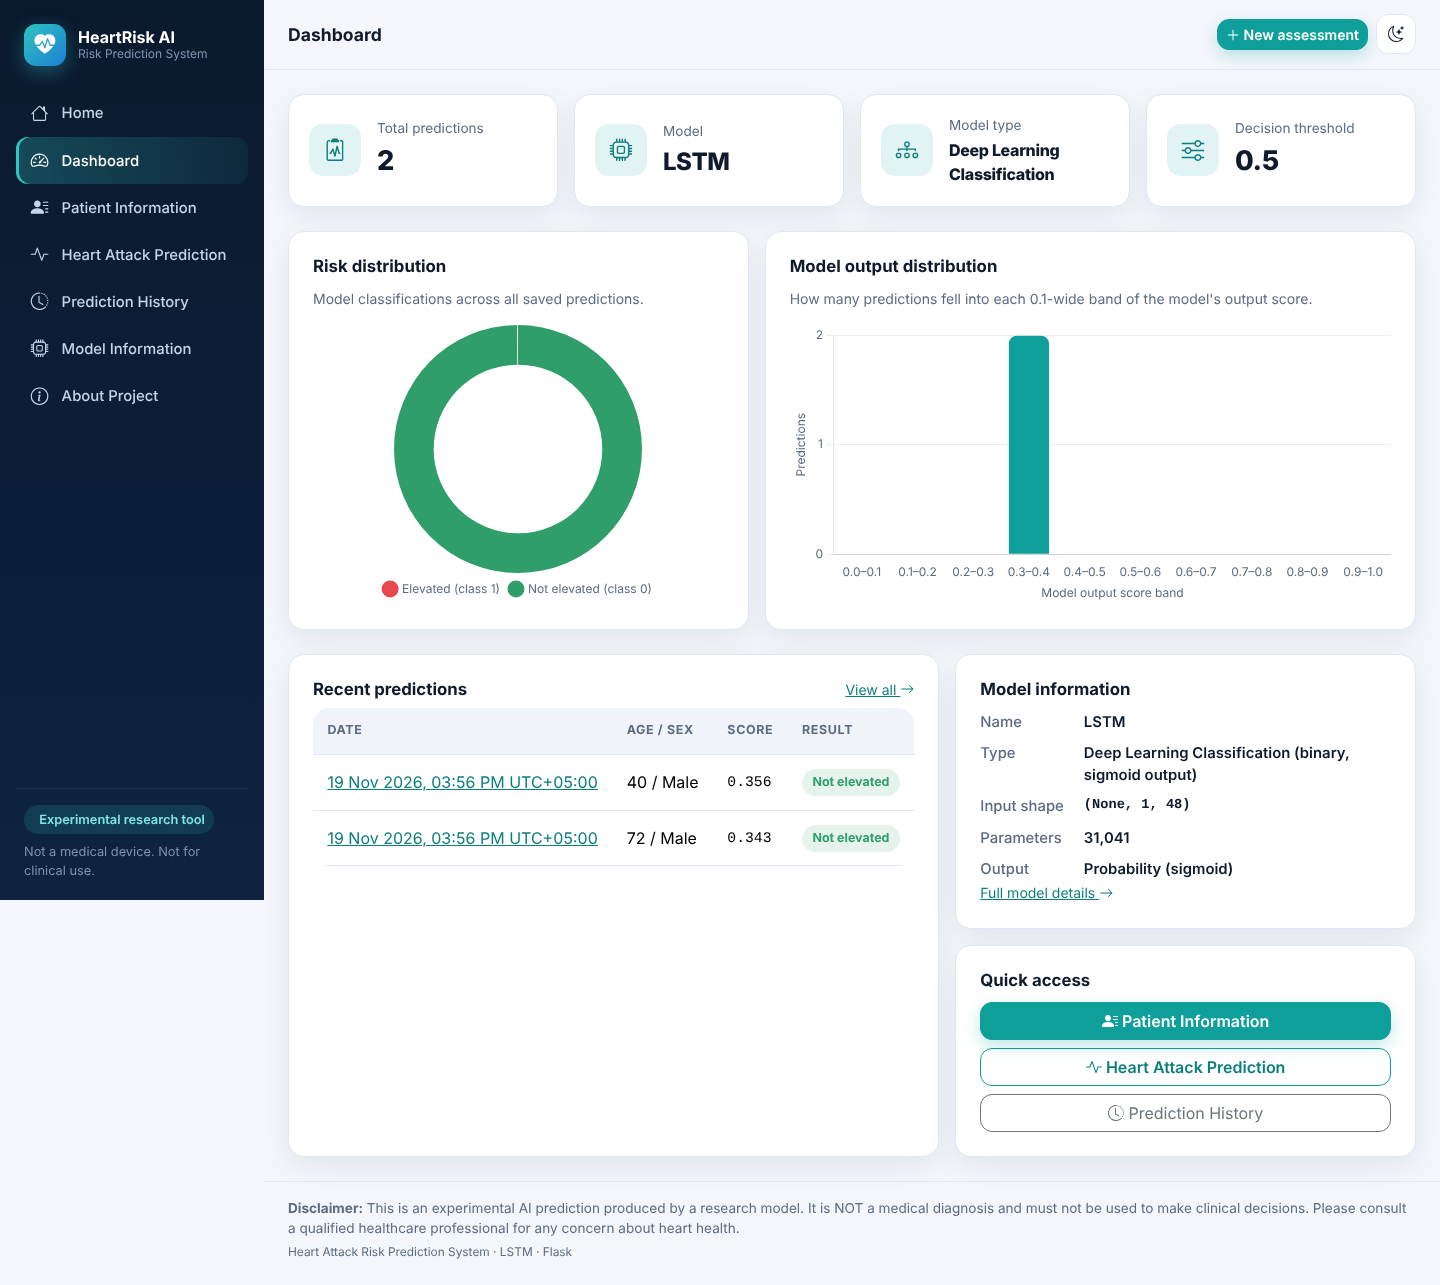 HeartRisk AI
Risk Prediction System
Home
Dashboard
Patient Information
Heart Attack Prediction
Prediction History
Model Information
About Project
Experimental research tool
Not a medical device. Not for
clinical use.
Dashboard
New assessment
Total predictions
2
Model
LSTM
Model type
Deep Learning
Classification
Decision threshold
0.5
Risk distribution
Model classifications across all saved predictions.
Elevated (class 1) Not elevated (class 0)
Model output distribution
How many predictions fell into each 0.1-wide band of the model's output score.
Predictions
2
1
0
0.0–0.1 0.1–0.2 0.2–0.3 0.3–0.4 0.4–0.5 0.5–0.6 0.6–0.7 0.7–0.8 0.8–0.9 0.9–1.0
Model output score band
Recent predictions
View all →
DATE AGE / SEX SCORE RESULT
19 Nov 2026, 03:56 PM UTC+05:00 40 / Male 0.356 Not elevated
19 Nov 2026, 03:56 PM UTC+05:00 72 / Male 0.343 Not elevated
Model information
Name LSTM
Type Deep Learning Classification (binary,
sigmoid output)
Input shape (None, 1, 48)
Parameters 31,041
Output Probability (sigmoid)
Full model details →
Quick access
Patient Information
Heart Attack Prediction
Prediction History
Disclaimer: This is an experimental AI prediction produced by a research model. It is NOT a medical diagnosis and must not be used to make clinical decisions. Please consult
a qualified healthcare professional for any concern about heart health.
Heart Attack Risk Prediction System · LSTM · Flask